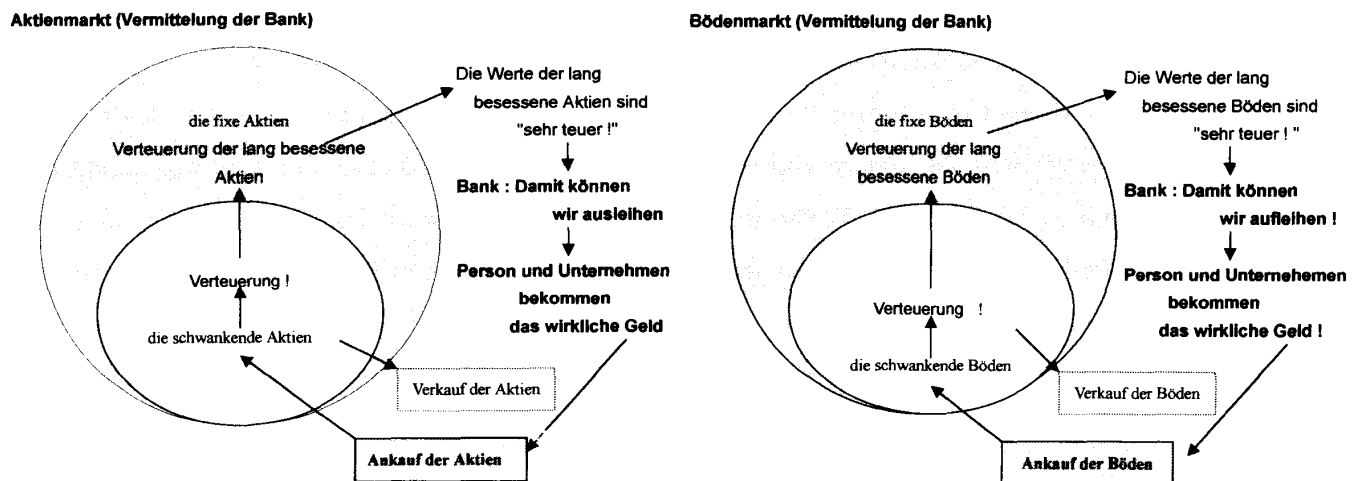 Aktienmarkt (Vermittelung der Bank)
die fixe Aktien
Verteuerung der lang besessene
Aktien
Verteuerung !
die schwankende Aktien
Die Werte der lang
besessene Aktien sind
"sehr teuer !"
Bank : Damit können
wir ausleihen
Person und Unternehmen
bekommen
das wirkliche Geld
Verkauf der Aktien
Ankauf der Aktien
Bödenmarkt (Vermittelung der Bank)
die fixe Böden
Verteuerung der lang
besessene Böden
Verteuerung !
die schwankende Böden
Die Werte der lang
besessene Böden sind
"sehr teuer ! "
Bank : Damit können
wir aufleihen !
Person und Unternehemen
bekommen
das wirkliche Geld !
Verkauf der Böden
Ankauf der Böden